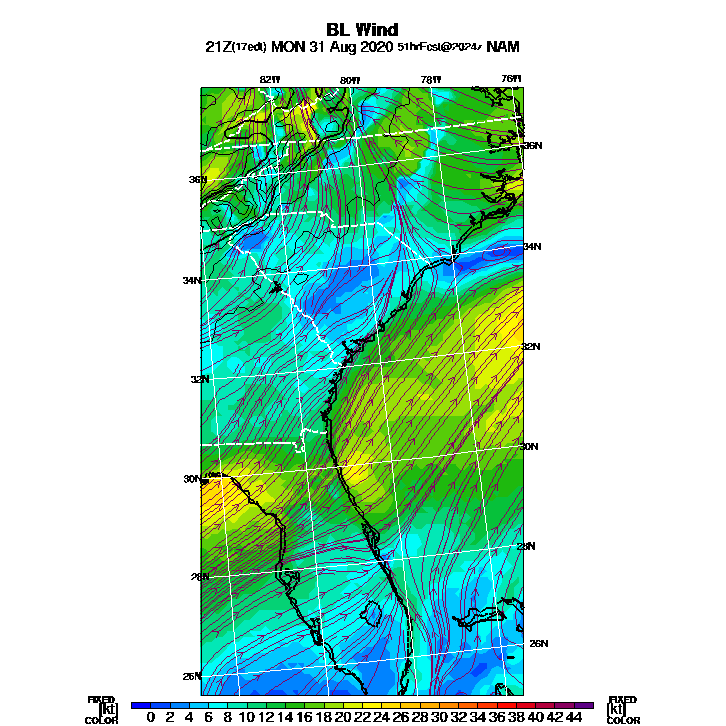 BL Wind
21Z(17edt) MON 31 Aug 2020 51hrFcst@2024z NAM
82W 80W 78W 76W
36N
36N
34N
34N
32N
32N
30N
30N
28N
28N
26N
26N
FIXED FIXED
[kt] 0 2 4 6 8 10 12 14 16 18 20 22 24 26 28 30 32 34 36 38 40 42 44 [kt]
COLOR COLOR